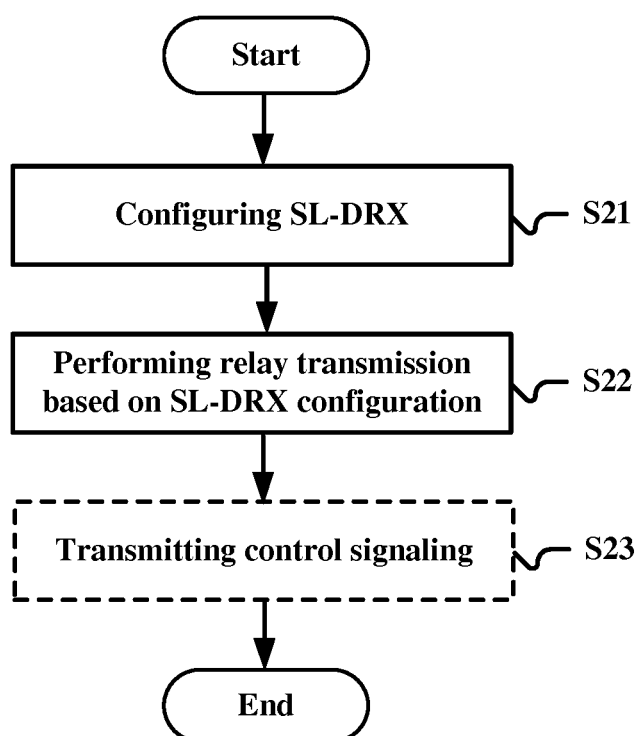 Start
Configuring SL-DRX
S21
Performing relay transmission
based on SL-DRX configuration
S22
Transmitting control signaling
S23
End